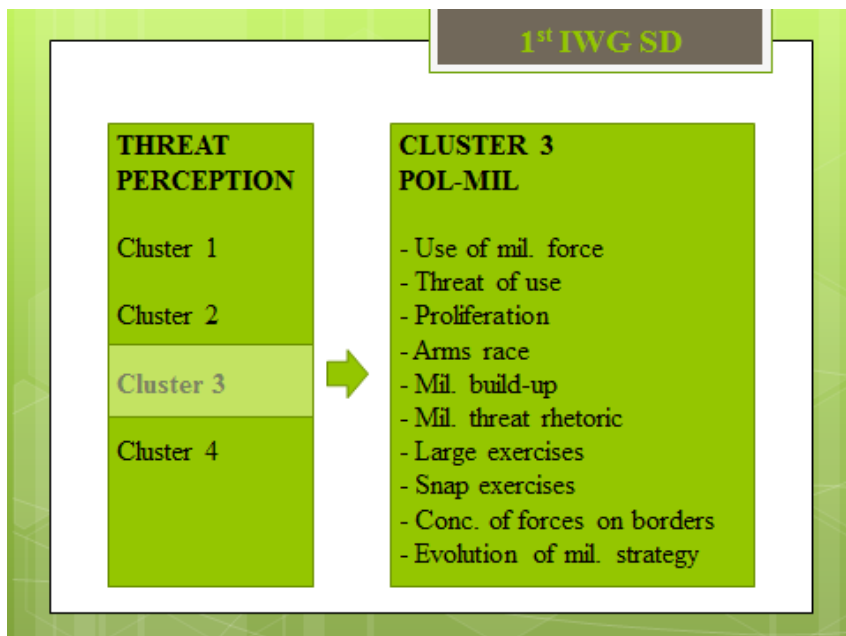 1st IWG SD
THREAT
PERCEPTION
Cluster 1
Cluster 2
Cluster 3
Cluster 4
CLUSTER 3
POL-MIL
- Use of mil. force
- Threat of use
- Proliferation
- Arms race
- Mil. build-up
- Mil. threat rhetoric
- Large exercises
- Snap exercises
- Conc. of forces on borders
- Evolution of mil. strategy